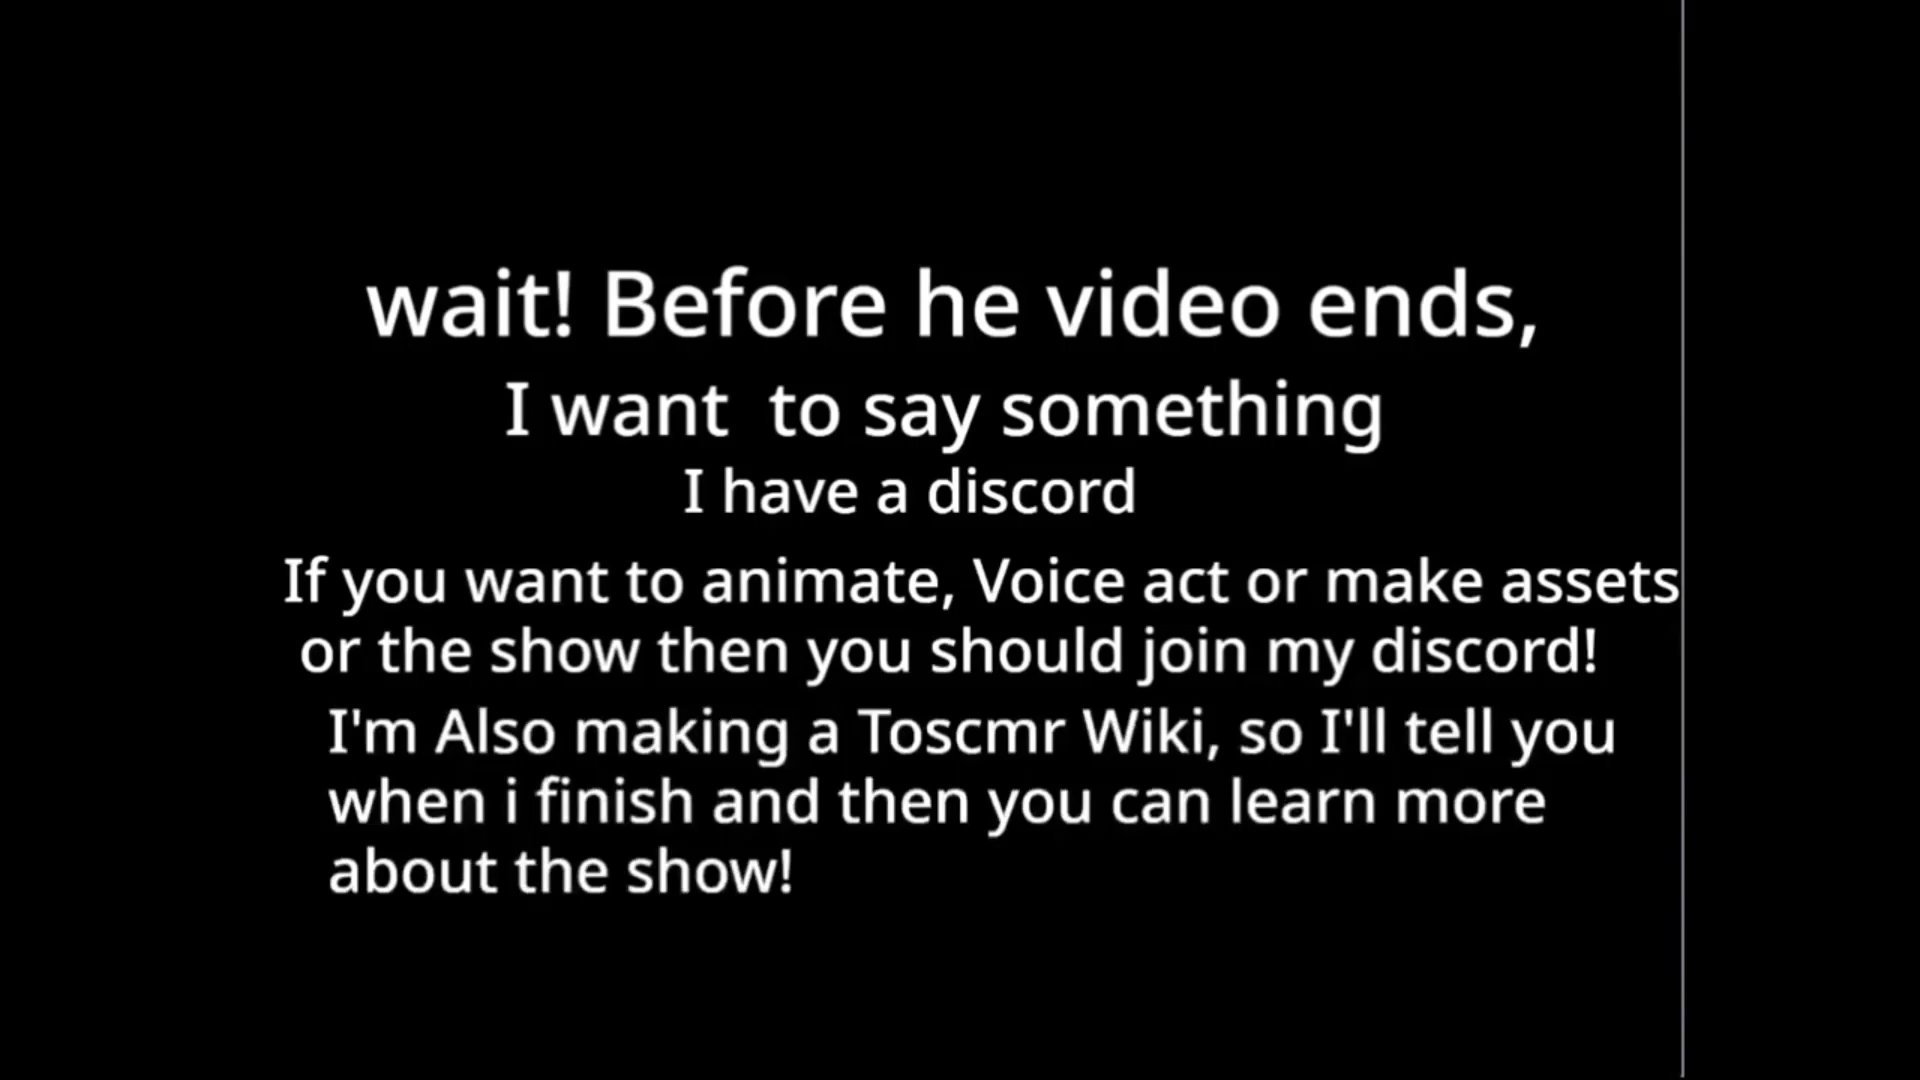 wait! Before he video ends,
I want  to say something
I have a discord
If you want to animate, Voice act or make assets
or the show then you should join my discord!
I'm Also making a Toscmr Wiki, so I'll tell you
when i finish and then you can learn more
about the show!